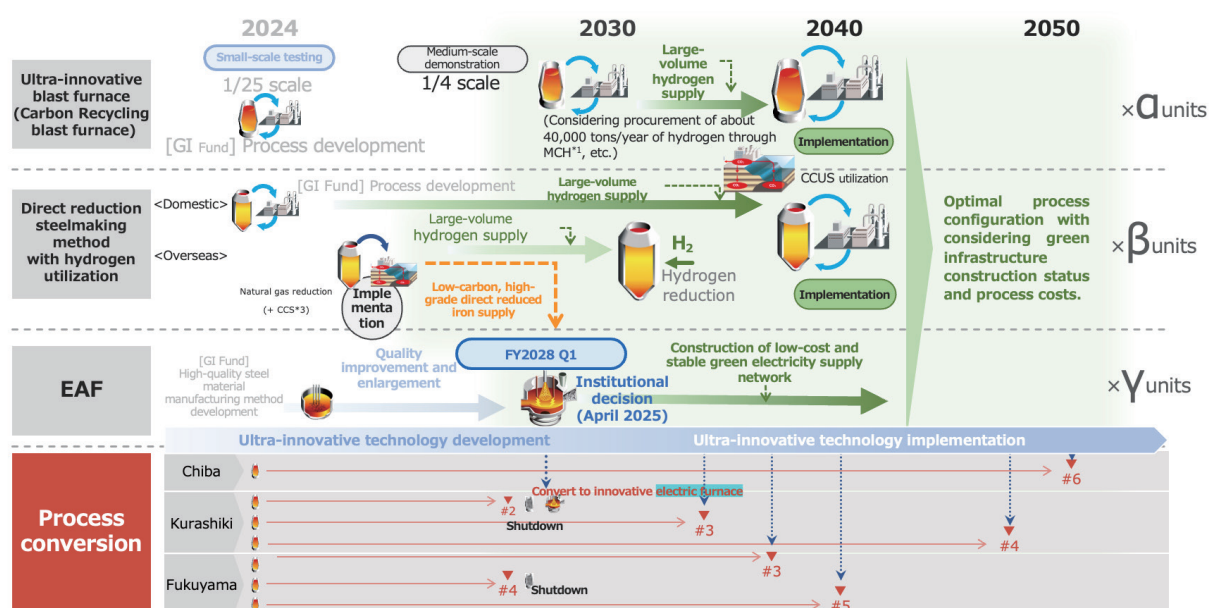 2024
2030
2040
2050
Ultra-innovative
blast furnace
(Carbon Recycling
blast furnace)
Small-scale testing
1/25 scale
[GI Fund] Process development
Medium-scale
demonstration
1/4 scale
(Considering procurement of about
40,000 tons/year of hydrogen through
MCH*1, etc.)
Large-
volume
hydrogen
supply
Implementation
×α units
Direct reduction
steelmaking
method
with hydrogen
utilization
<Domestic>
[GI Fund] Process development
Large-volume
hydrogen supply
CCUS utilization
<Overseas>
Large-volume
hydrogen supply
Natural gas reduction
(+ CCS*3)
Impleme
menta
tion
Low-carbon, high-
grade direct reduced
iron supply
H2
Hydrogen
reduction
Implementation
Optimal process
configuration with
considering green
infrastructure
construction status
and process costs.
×β units
EAF
[GI Fund]
High-quality steel
material
manufacturing method
development
Quality
improvement and
enlargement
FY2028 Q1
Institutional
decision
(April 2025)
Construction of low-cost and
stable green electricity supply
network
×γ units
Ultra-innovative technology development
Ultra-innovative technology implementation
Process
conversion
Chiba
#6
Kurashiki
Convert to innovative electric furnace
#2
Shutdown
#3
#4
Fukuyama
#3
#4
Shutdown
#5